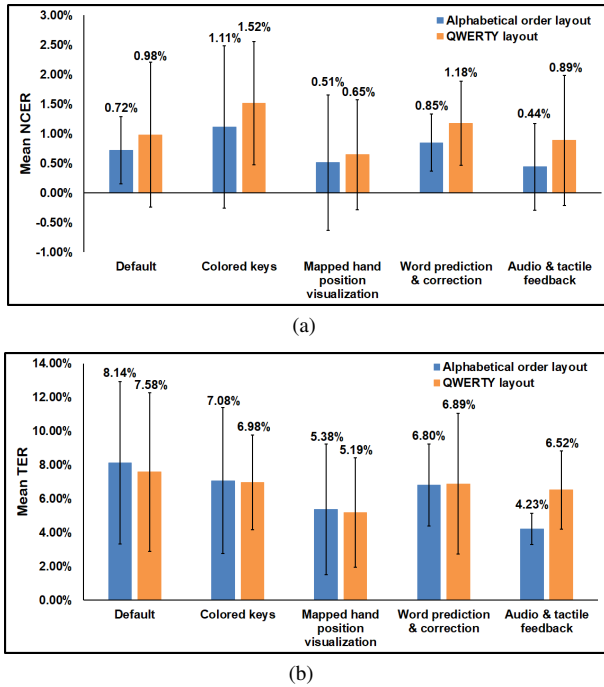 3.00%
2.50%
2.00%
1.50%
1.00%
0.50%
0.00%
-0.50%
-1.00%
Mean NCER
Alphabetical order layout
QWERTY layout
0.72%
0.98%
1.11%
1.52%
0.51%
0.65%
0.85%
1.18%
0.44%
0.89%
Default
Colored keys
Mapped hand
position
visualization
Word prediction
& correction
Audio & tactile
feedback
(a)
14.00%
12.00%
10.00%
8.00%
6.00%
4.00%
2.00%
0.00%
Mean TER
Alphabetical order layout
QWERTY layout
8.14%
7.58%
7.08%
6.98%
5.38%
5.19%
6.80%
6.89%
4.23%
6.52%
Default
Colored keys
Mapped hand
position
visualization
Word prediction
& correction
Audio & tactile
feedback
(b)